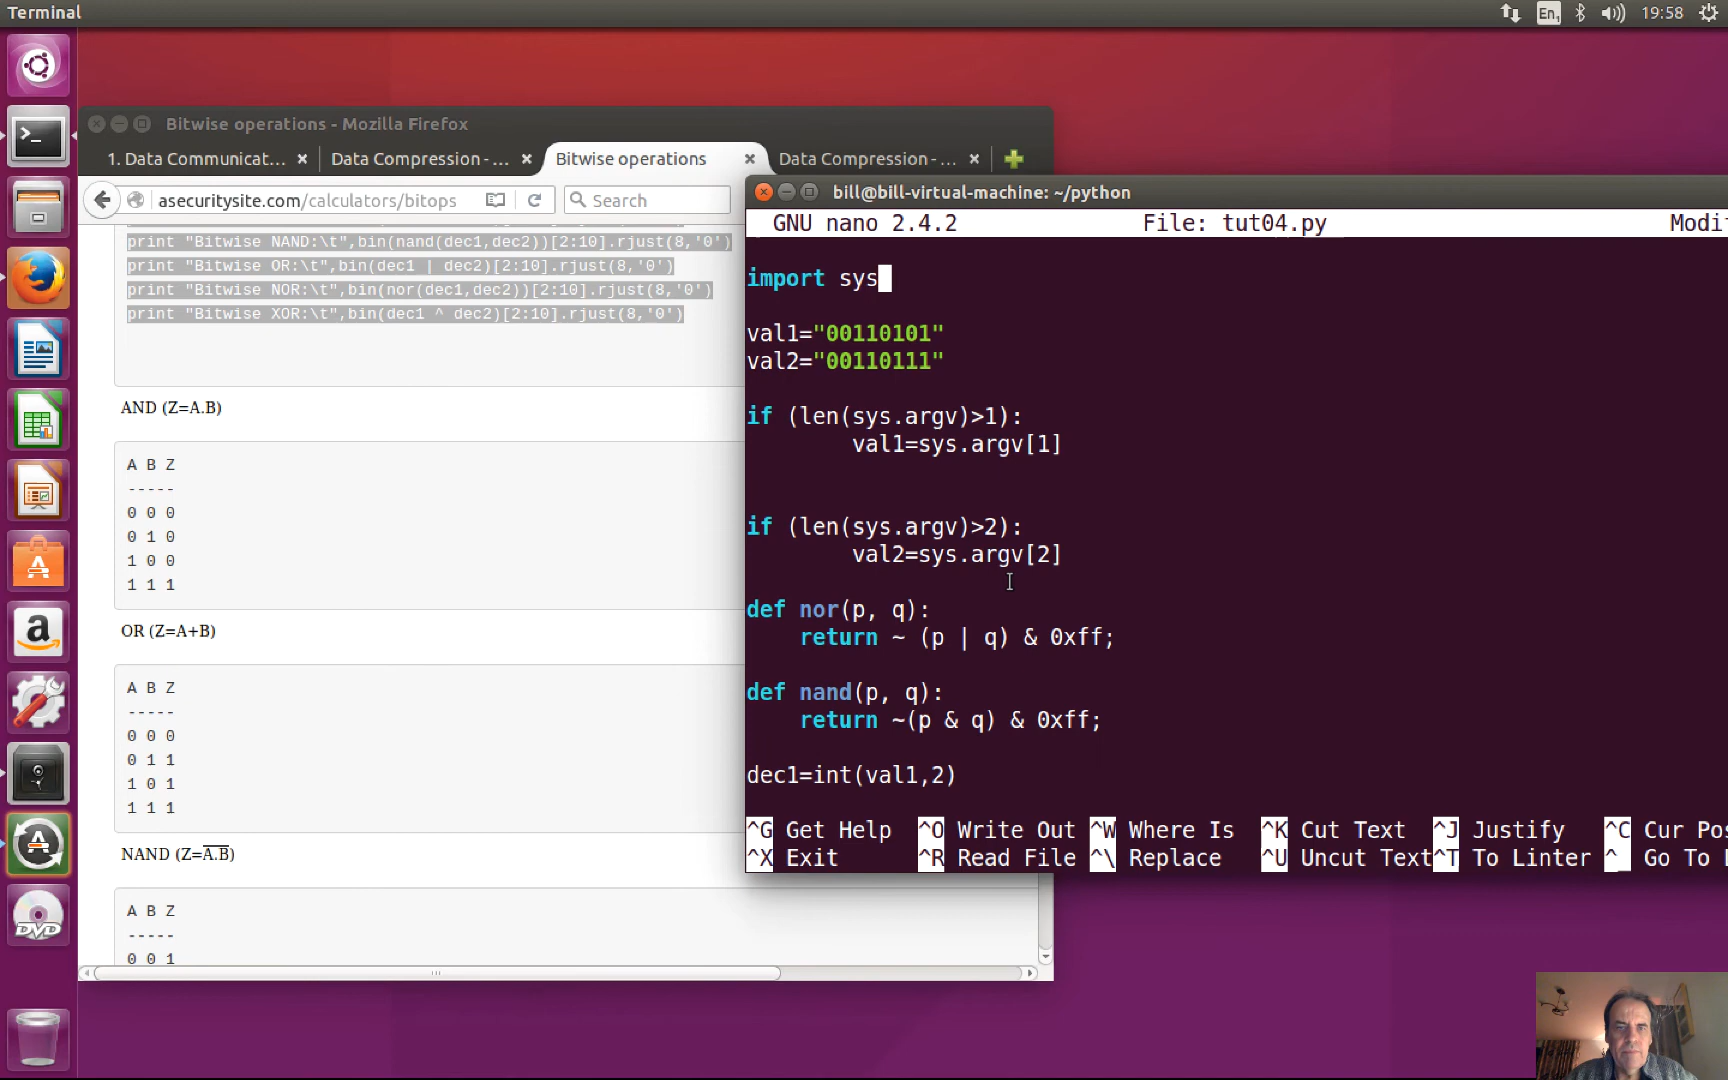 Terminal
En1
19:58
Bitwise operations - Mozilla Firefox
1. Data Communicat...
Data Compression - ...
Bitwise operations
Data Compression - ...
asecuritysite.com/calculators/bitops
Search
print "Bitwise NAND:\t",bin(nand(dec1,dec2))[2:10].rjust(8,'0')
print "Bitwise OR:\t",bin(dec1 | dec2)[2:10].rjust(8,'0')
print "Bitwise NOR:\t",bin(nor(dec1,dec2))[2:10].rjust(8,'0')
print "Bitwise XOR:\t",bin(dec1 ^ dec2)[2:10].rjust(8,'0')
AND (Z=A.B)
A B Z
-----
0 0 0
0 1 0
1 0 0
1 1 1
OR (Z=A+B)
A B Z
-----
0 0 0
0 1 1
1 0 1
1 1 1
NAND (Z=A.B)
A B Z
-----
0 0 1
bill@bill-virtual-machine: ~/python
GNU nano 2.4.2 File: tut04.py Modi
import sys
val1="00110101"
val2="00110111"
if (len(sys.argv)>1):
val1=sys.argv[1]
if (len(sys.argv)>2):
val2=sys.argv[2]
def nor(p, q):
return ~ (p | q) & 0xff;
def nand(p, q):
return ~(p & q) & 0xff;
dec1=int(val1,2)
^G Get Help ^O Write Out ^W Where Is ^K Cut Text ^J Justify ^C Cur Pos
^X Exit ^R Read File ^\ Replace ^U Uncut Text ^T To Linter ^_ Go To L
DVD